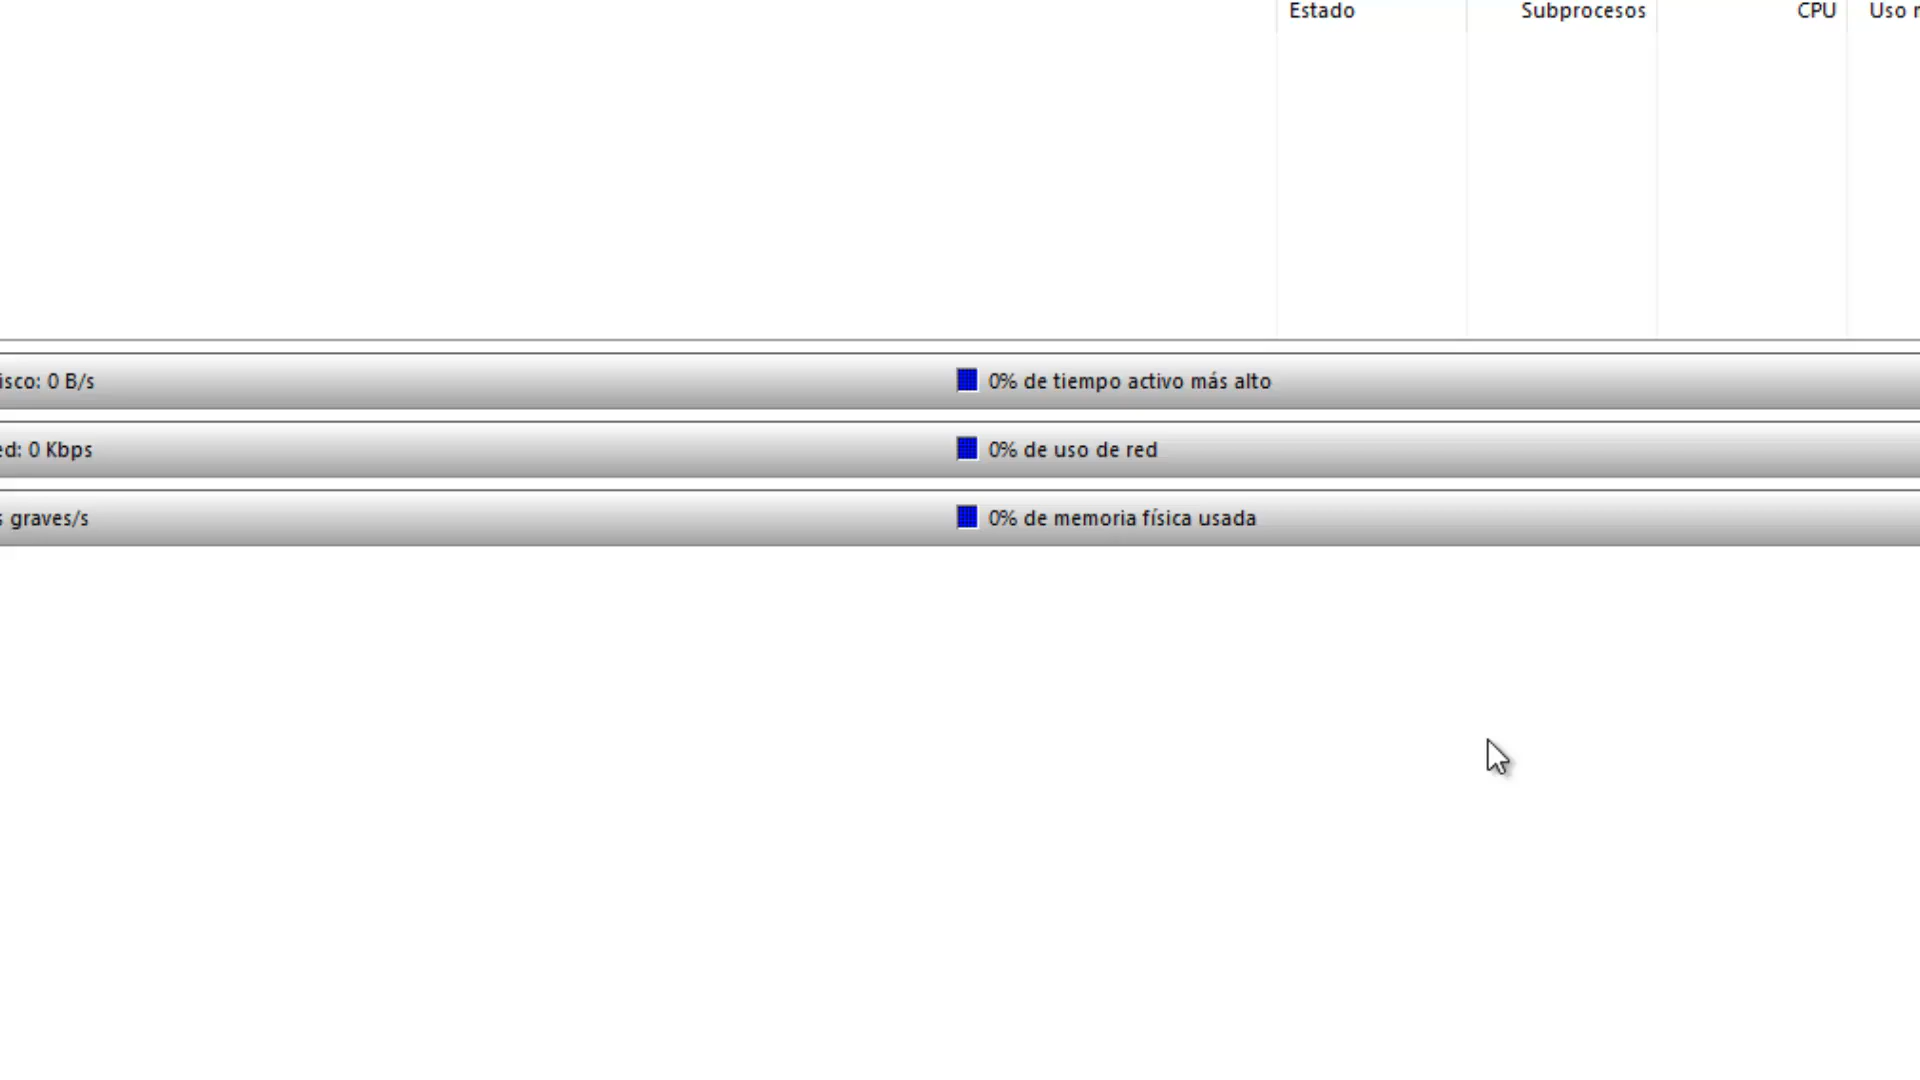 Estado Subprocesos CPU Uso
isco: 0 B/s 0% de tiempo activo más alto
ed: 0 Kbps 0% de uso de red
s graves/s 0% de memoria física usada